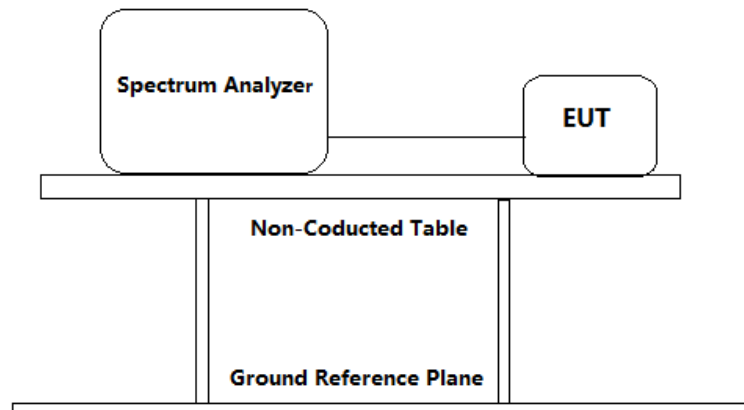 Spectrum Analyzer
EUT
Non-Coducted Table
Ground Reference Plane